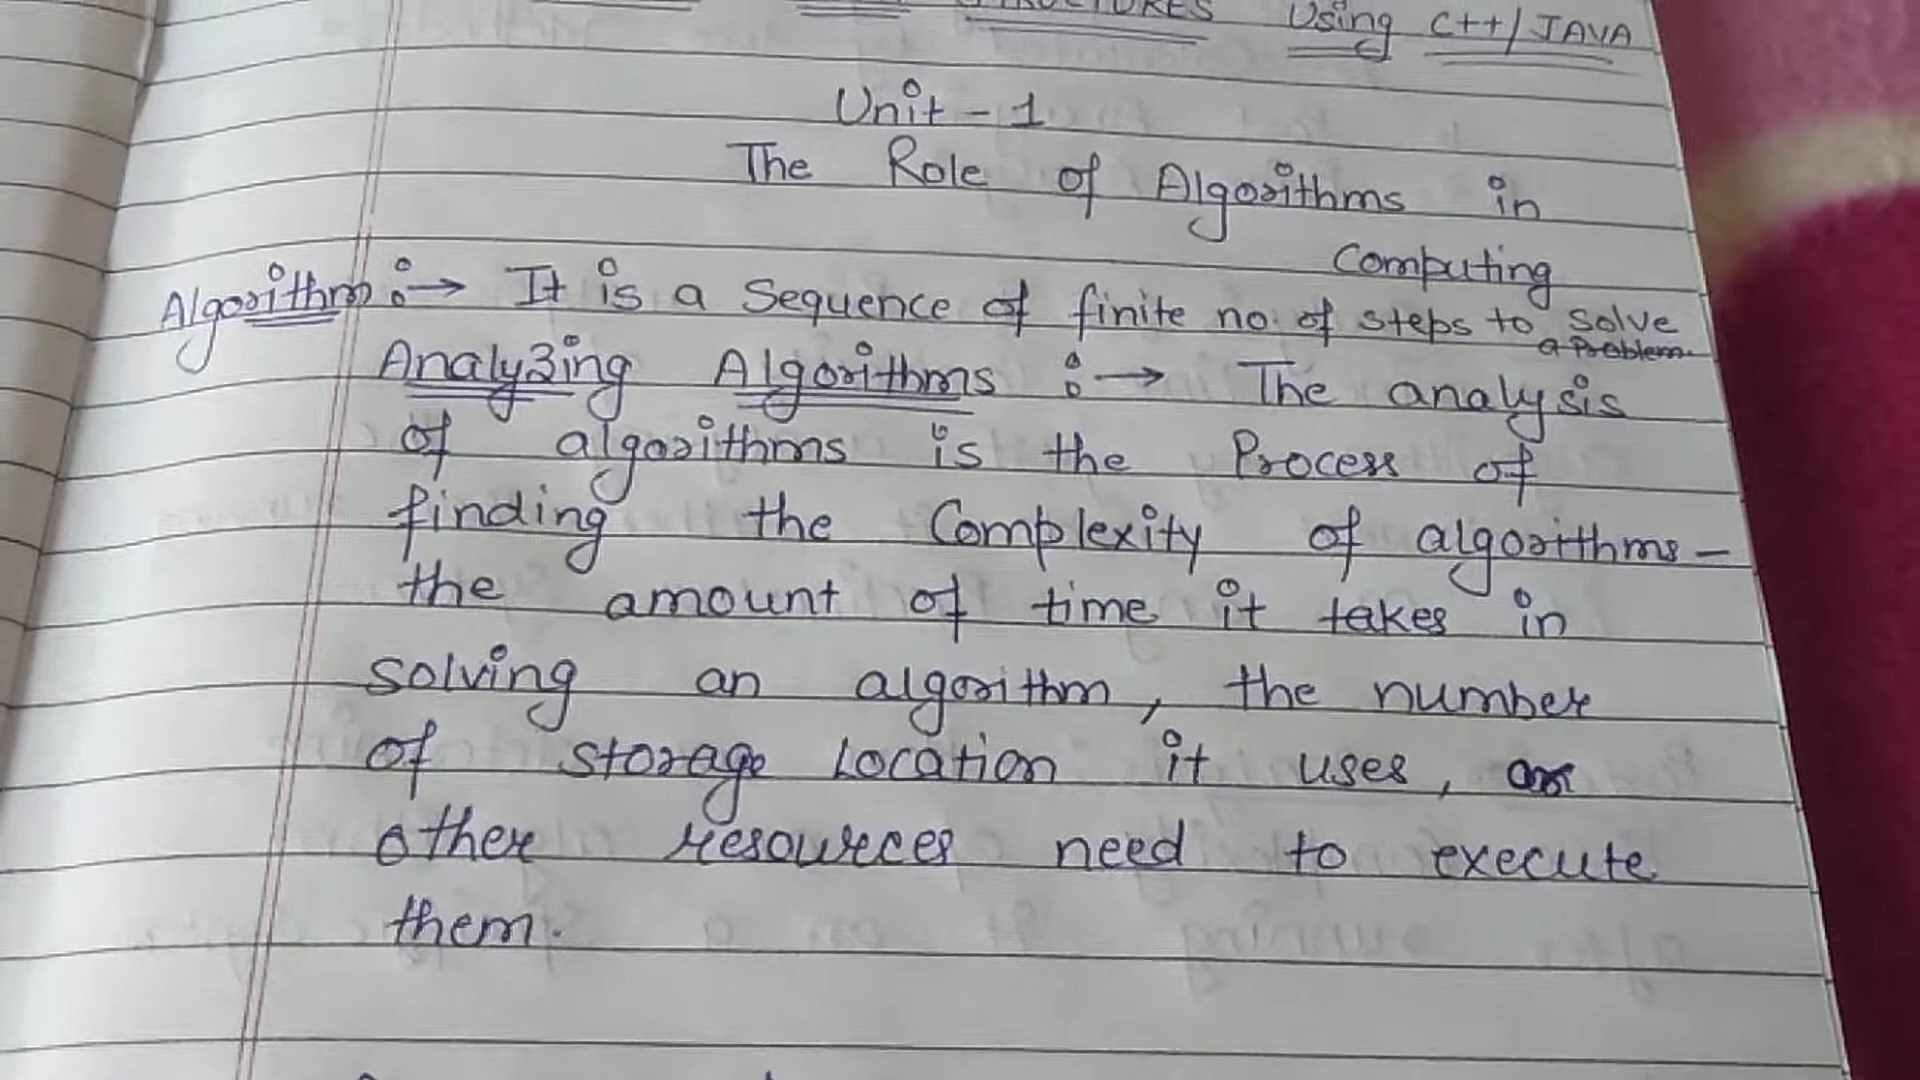 STRUCTURES Using C++/JAVA
Unit - 1
The Role of Algorithms in
Computing
Algorithm :→ It is a Sequence of finite no. of steps to solve
a Problem.
Analyzing Algorithms :→ The analysis
of algorithms is the Process of
finding the Complexity of algorithms –
the amount of time it takes in
solving an algorithm, the number
of storage Location it uses, or
other resources need to execute
them.